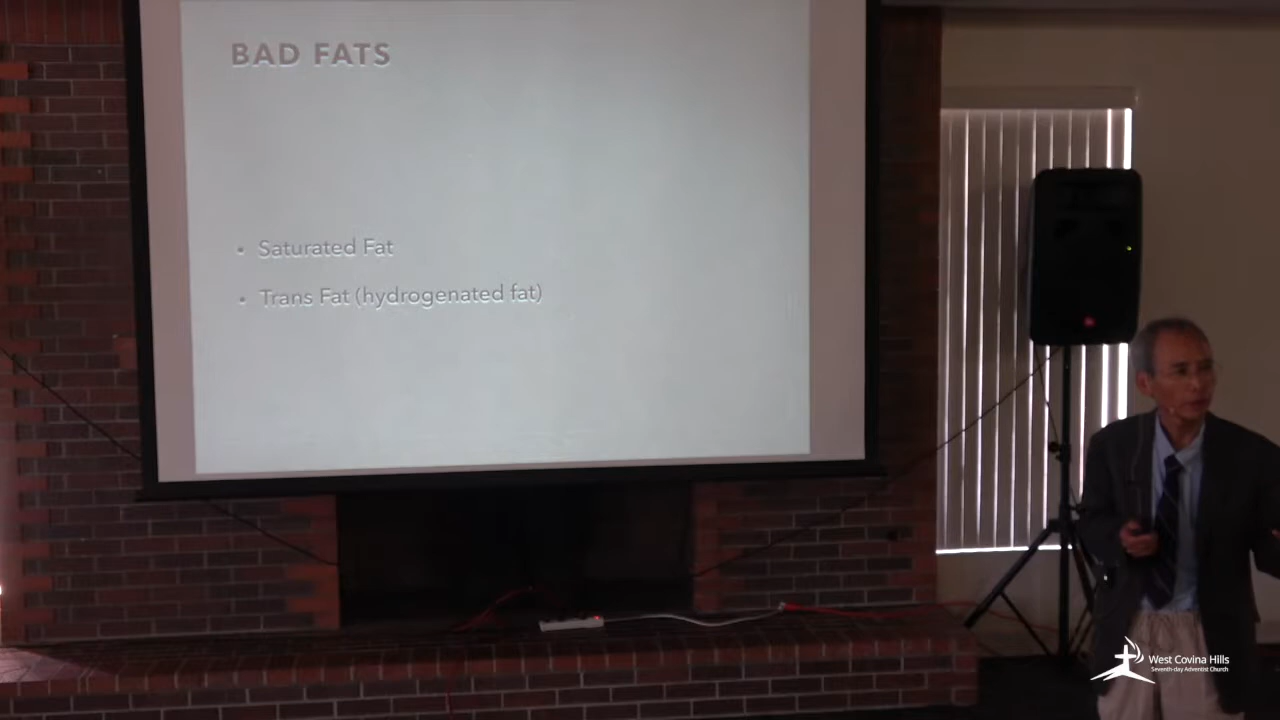 BAD FATS
• Saturated Fat
• Trans Fat (hydrogenated fat)
West Covina Hills
Seventh-day Adventist Church